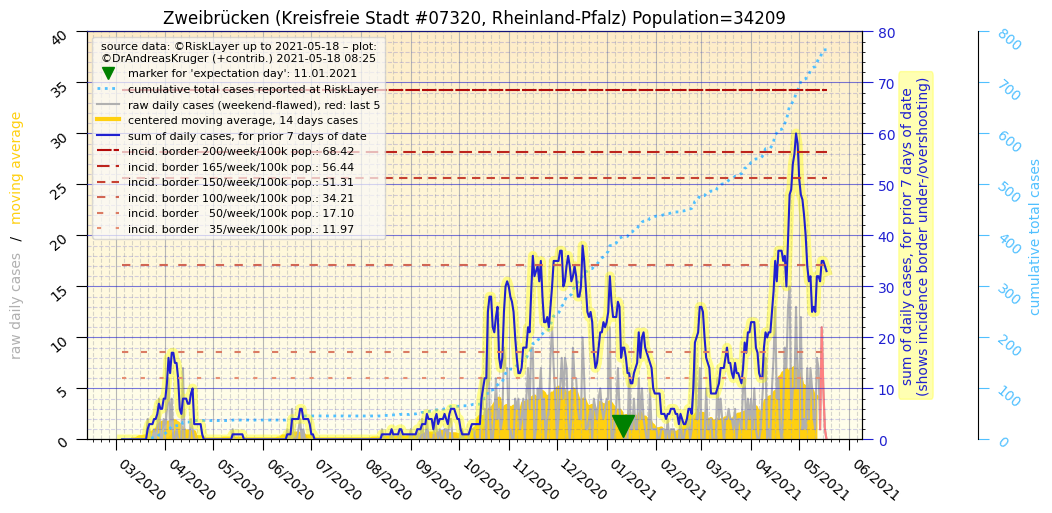 Zweibrücken (Kreisfreie Stadt #07320, Rheinland-Pfalz) Population=34209
source data: ©RiskLayer up to 2021-05-18 – plot:
©DrAndreasKruger (+contrib.) 2021-05-18 08:25
marker for 'expectation day': 11.01.2021
cumulative total cases reported at RiskLayer
raw daily cases (weekend-flawed), red: last 5
centered moving average, 14 days cases
sum of daily cases, for prior 7 days of date
incid. border 200/week/100k pop.: 68.42
incid. border 165/week/100k pop.: 56.44
incid. border 150/week/100k pop.: 51.31
incid. border 100/week/100k pop.: 34.21
incid. border   50/week/100k pop.: 17.10
incid. border   35/week/100k pop.: 11.97
raw daily cases  /  moving average
40
35
30
25
20
15
10
5
0
80
70
60
50
40
30
20
10
0
sum of daily cases, for prior 7 days of date
(shows incidence border under-/overshooting)
800
700
600
500
400
300
200
100
0
cumulative total cases
03/2020
04/2020
05/2020
06/2020
07/2020
08/2020
09/2020
10/2020
11/2020
12/2020
01/2021
02/2021
03/2021
04/2021
05/2021
06/2021